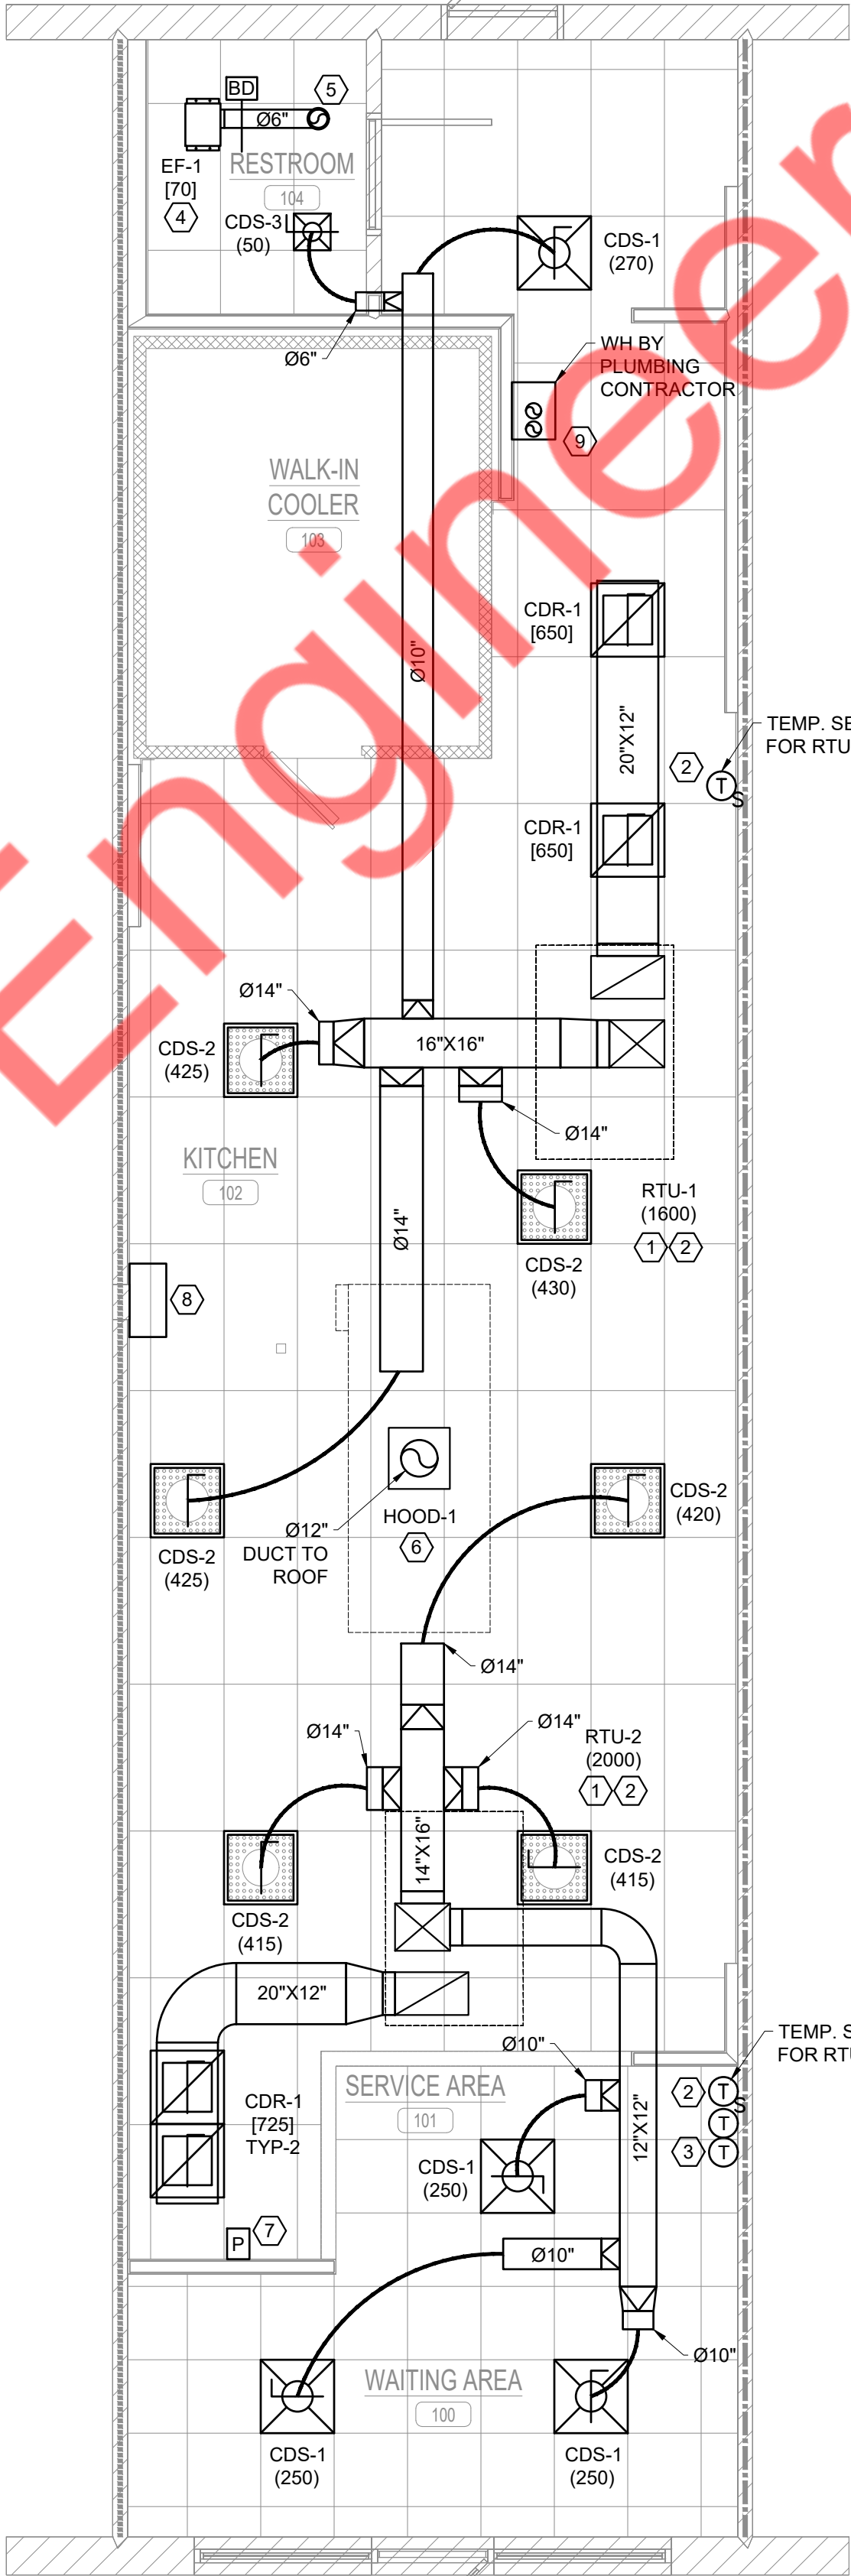 BD
5
Ø6"
EF-1
[70]
4
RESTROOM
104
CDS-3
(50)
CDS-1
(270)
Ø6"
WH BY
PLUMBING
CONTRACTOR
9
WALK-IN
COOLER
103
Ø10"
CDR-1
[650]
20"X12"
TEMP. SE
FOR RTU
2
T
S
CDR-1
[650]
Ø14"
16"X16"
CDS-2
(425)
Ø14"
KITCHEN
102
Ø14"
RTU-1
(1600)
1
2
CDS-2
(430)
8
CDS-2
(420)
HOOD-1
6
Ø12"
DUCT TO
ROOF
CDS-2
(425)
Ø14"
Ø14"
Ø14"
RTU-2
(2000)
1
2
14"X16"
CDS-2
(415)
CDS-2
(415)
20"X12"
TEMP. S
FOR RTU
Ø10"
2
T
S
T
3
T
SERVICE AREA
101
12"X12"
CDR-1
[725]
TYP-2
CDS-1
(250)
7
P
Ø10"
Ø10"
WAITING AREA
100
CDS-1
(250)
CDS-1
(250)
Engineer